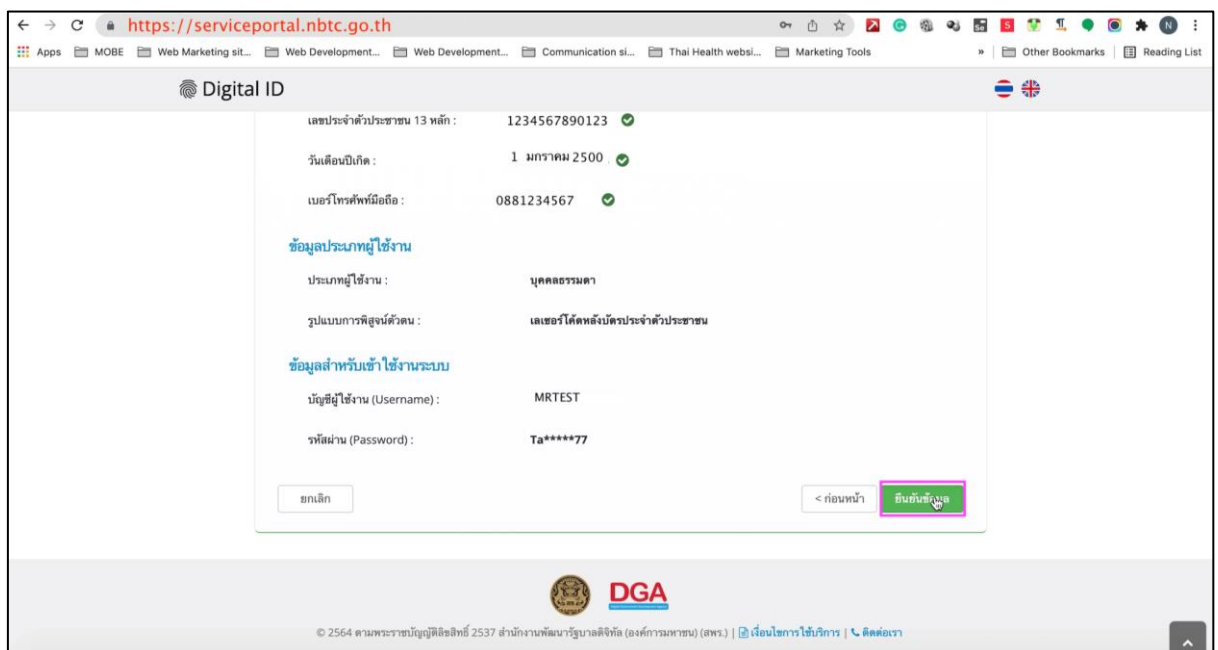 https://serviceportal.nbtc.go.th
Apps MOBE Web Marketing sit... Web Development... Web Development... Communication si... Thai Health websi... Marketing Tools » Other Bookmarks Reading List
Digital ID
เลขประจำตัวประชาชน 13 หลัก : 1234567890123
วันเดือนปีเกิด : 1 มกราคม 2500
เบอร์โทรศัพท์มือถือ : 0881234567
ข้อมูลประเภทผู้ใช้งาน
ประเภทผู้ใช้งาน : บุคคลธรรมดา
รูปแบบการพิสูจน์ตัวตน : เลเซอร์โค้ดหลังบัตรประจำตัวประชาชน
ข้อมูลสำหรับเข้าใช้งานระบบ
บัญชีผู้ใช้งาน (Username) : MRTEST
รหัสผ่าน (Password) : Ta*****77
ยกเลิก < ก่อนหน้า ยืนยันข้อมูล
DGA
© 2564 ตามพระราชบัญญัติลิขสิทธิ์ 2537 สำนักงานพัฒนารัฐบาลดิจิทัล (องค์การมหาชน) (สพร.) | เงื่อนไขการใช้บริการ | ติดต่อเรา